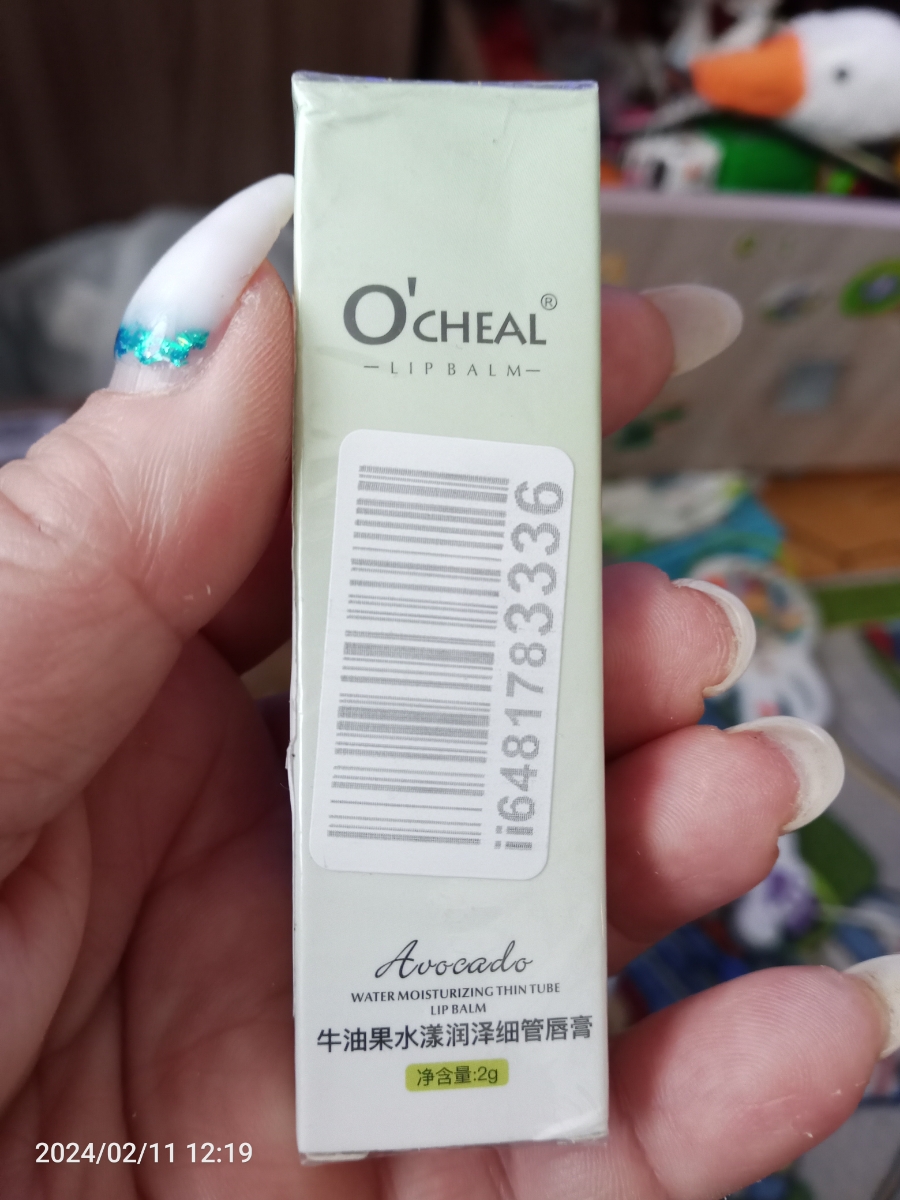 O'CHEAL®
—LIP BALM—
ii6481783336
Avocado
WATER MOISTURIZING THIN TUBE
LIP BALM
牛油果水漾润泽细管唇膏
净含量:2g
2024/02/11 12:19